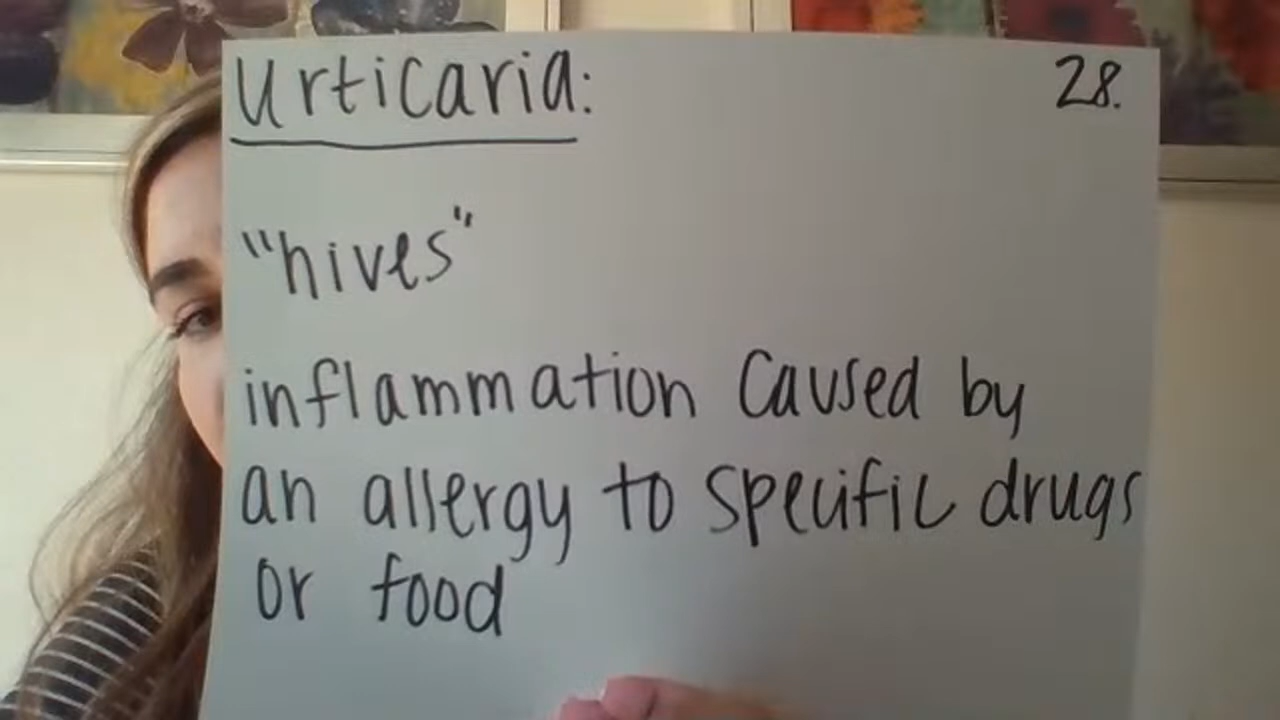 Urticaria:
28.
"hives"
inflammation caused by
an allergy to specific drugs
or food